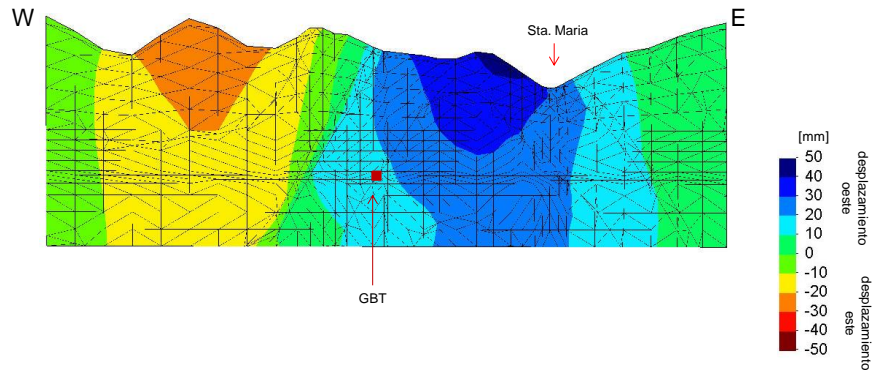 W
E
Sta. Maria
GBT
[mm]
50
40
30
20
10
0
-10
-20
-30
-40
-50
desplazamiento
oeste
desplazamiento
este